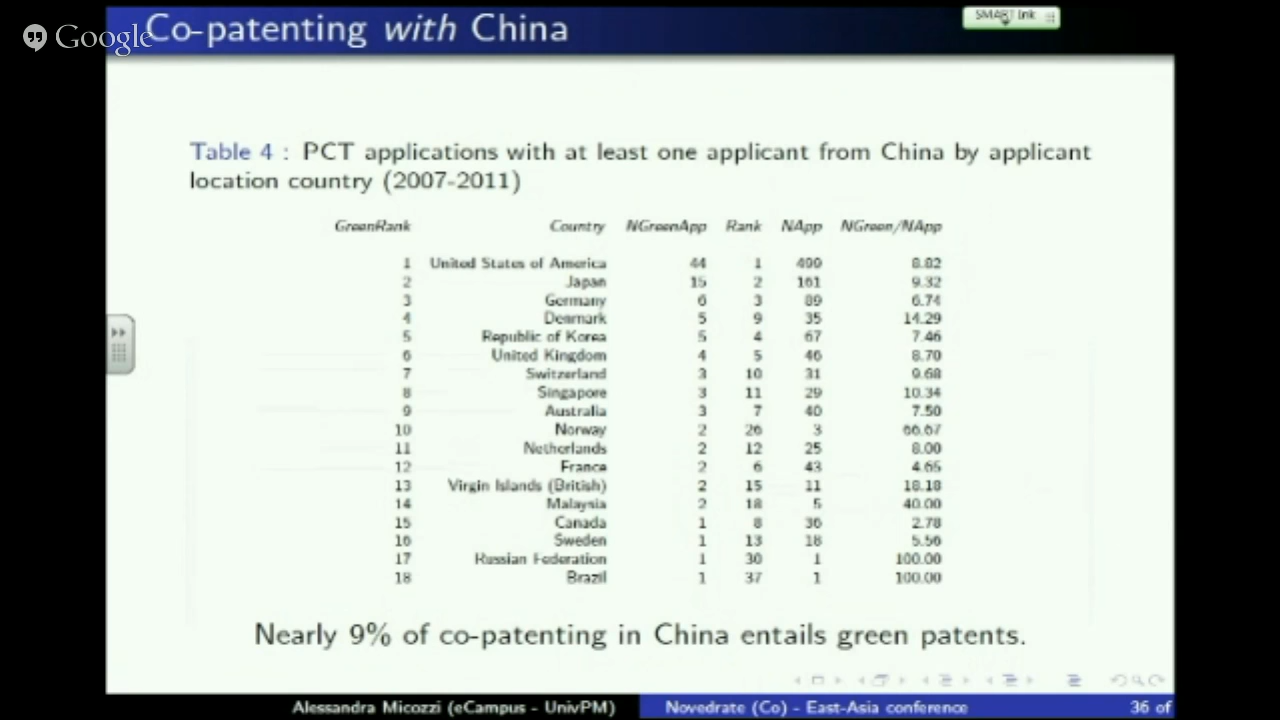 Google
SMART Ink
Co-patenting with China
Table 4 : PCT applications with at least one applicant from China by applicant
location country (2007-2011)
GreenRank Country NGreenApp Rank NApp NGreen/NApp
1 United States of America 44 1 499 8.82
2 Japan 15 2 161 9.32
3 Germany 6 3 89 6.74
4 Denmark 5 9 35 14.29
5 Republic of Korea 5 4 67 7.46
6 United Kingdom 4 5 46 8.70
7 Switzerland 3 10 31 9.68
8 Singapore 3 11 29 10.34
9 Australia 3 7 40 7.50
10 Norway 2 26 3 66.67
11 Netherlands 2 12 25 8.00
12 France 2 6 43 4.65
13 Virgin Islands (British) 2 15 11 18.18
14 Malaysia 2 18 5 40.00
15 Canada 1 8 36 2.78
16 Sweden 1 13 18 5.56
17 Russian Federation 1 30 1 100.00
18 Brazil 1 37 1 100.00
Nearly 9% of co-patenting in China entails green patents.
Alessandra Micozzi (eCampus - UnivPM) Novedrate (Co) - East-Asia conference 36 of